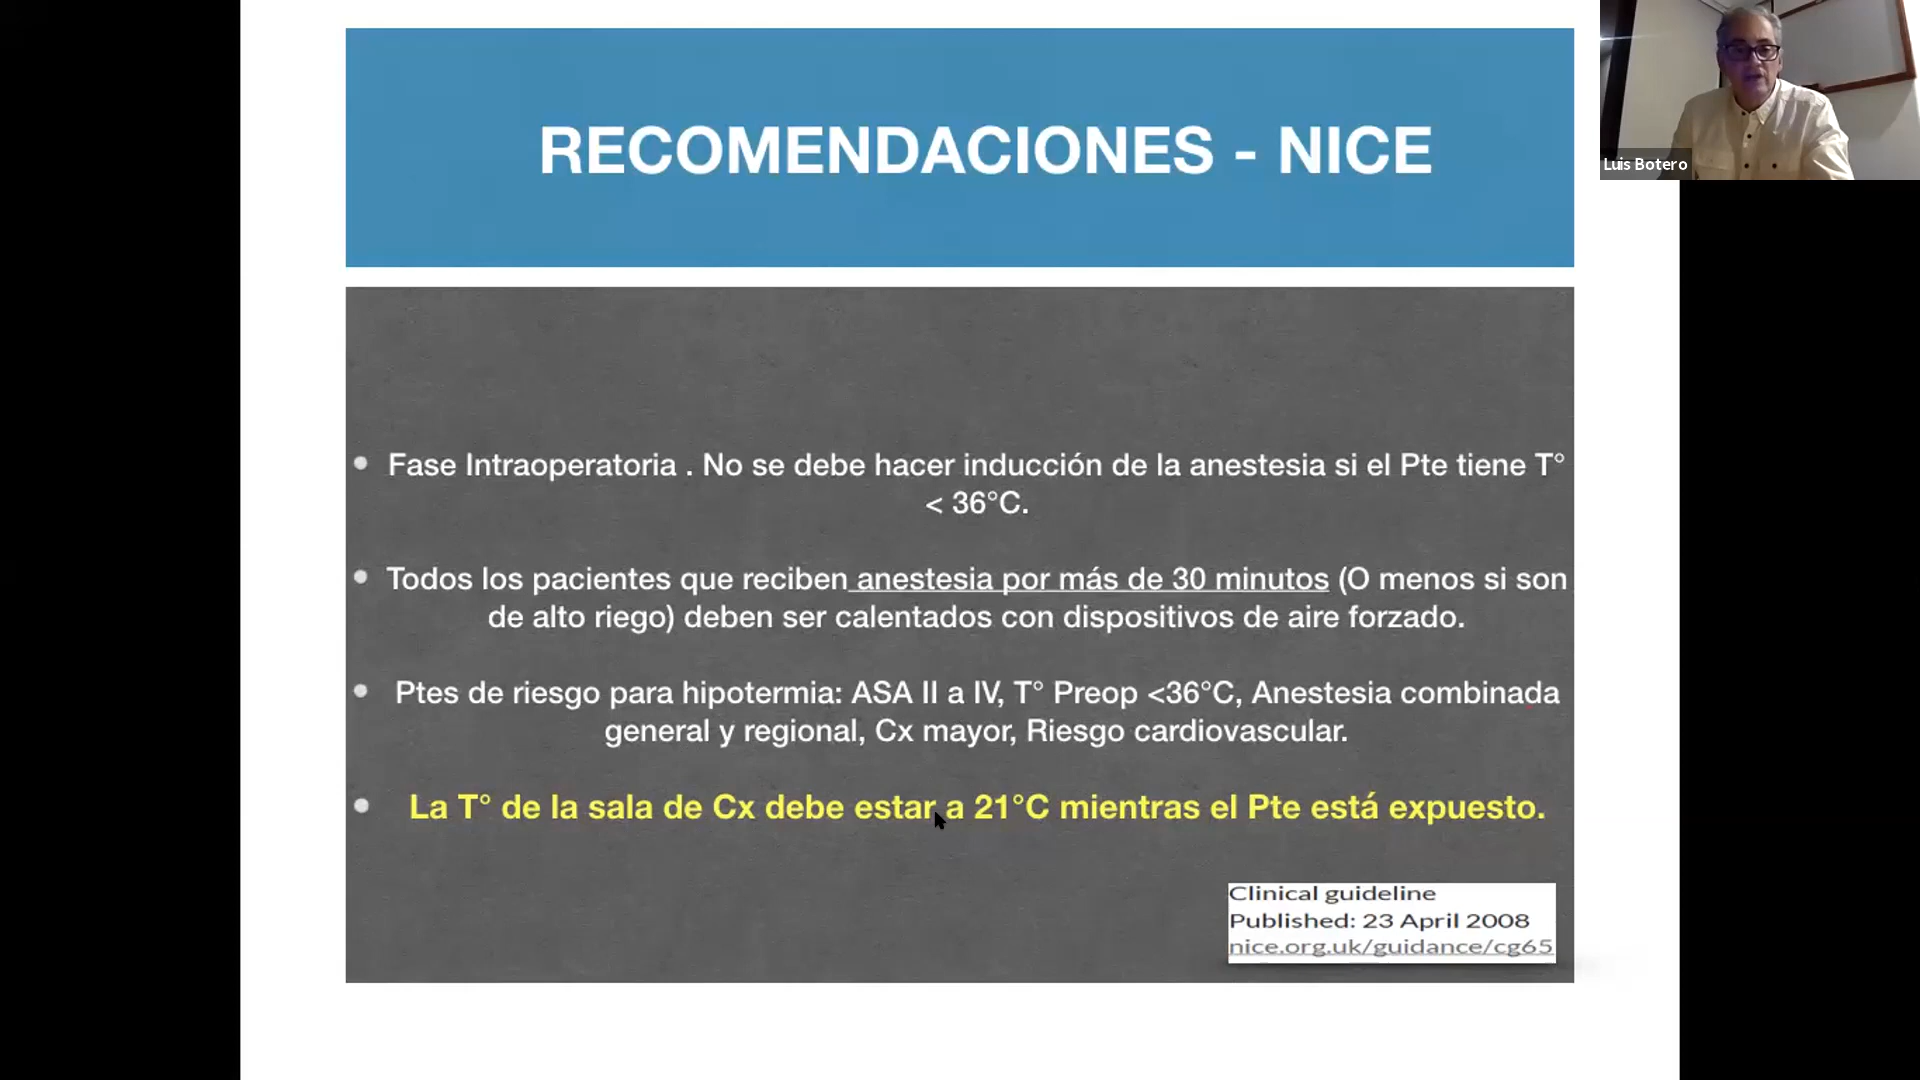 RECOMENDACIONES - NICE
Luis Botero
Fase Intraoperatoria . No se debe hacer inducción de la anestesia si el Pte tiene T°
< 36°C.
Todos los pacientes que reciben anestesia por más de 30 minutos (O menos si son
de alto riego) deben ser calentados con dispositivos de aire forzado.
Ptes de riesgo para hipotermia: ASA II a IV, T° Preop <36°C, Anestesia combinada
general y regional, Cx mayor, Riesgo cardiovascular.
La T° de la sala de Cx debe estar a 21°C mientras el Pte está expuesto.
Clinical guideline
Published: 23 April 2008
nice.org.uk/guidance/cg65